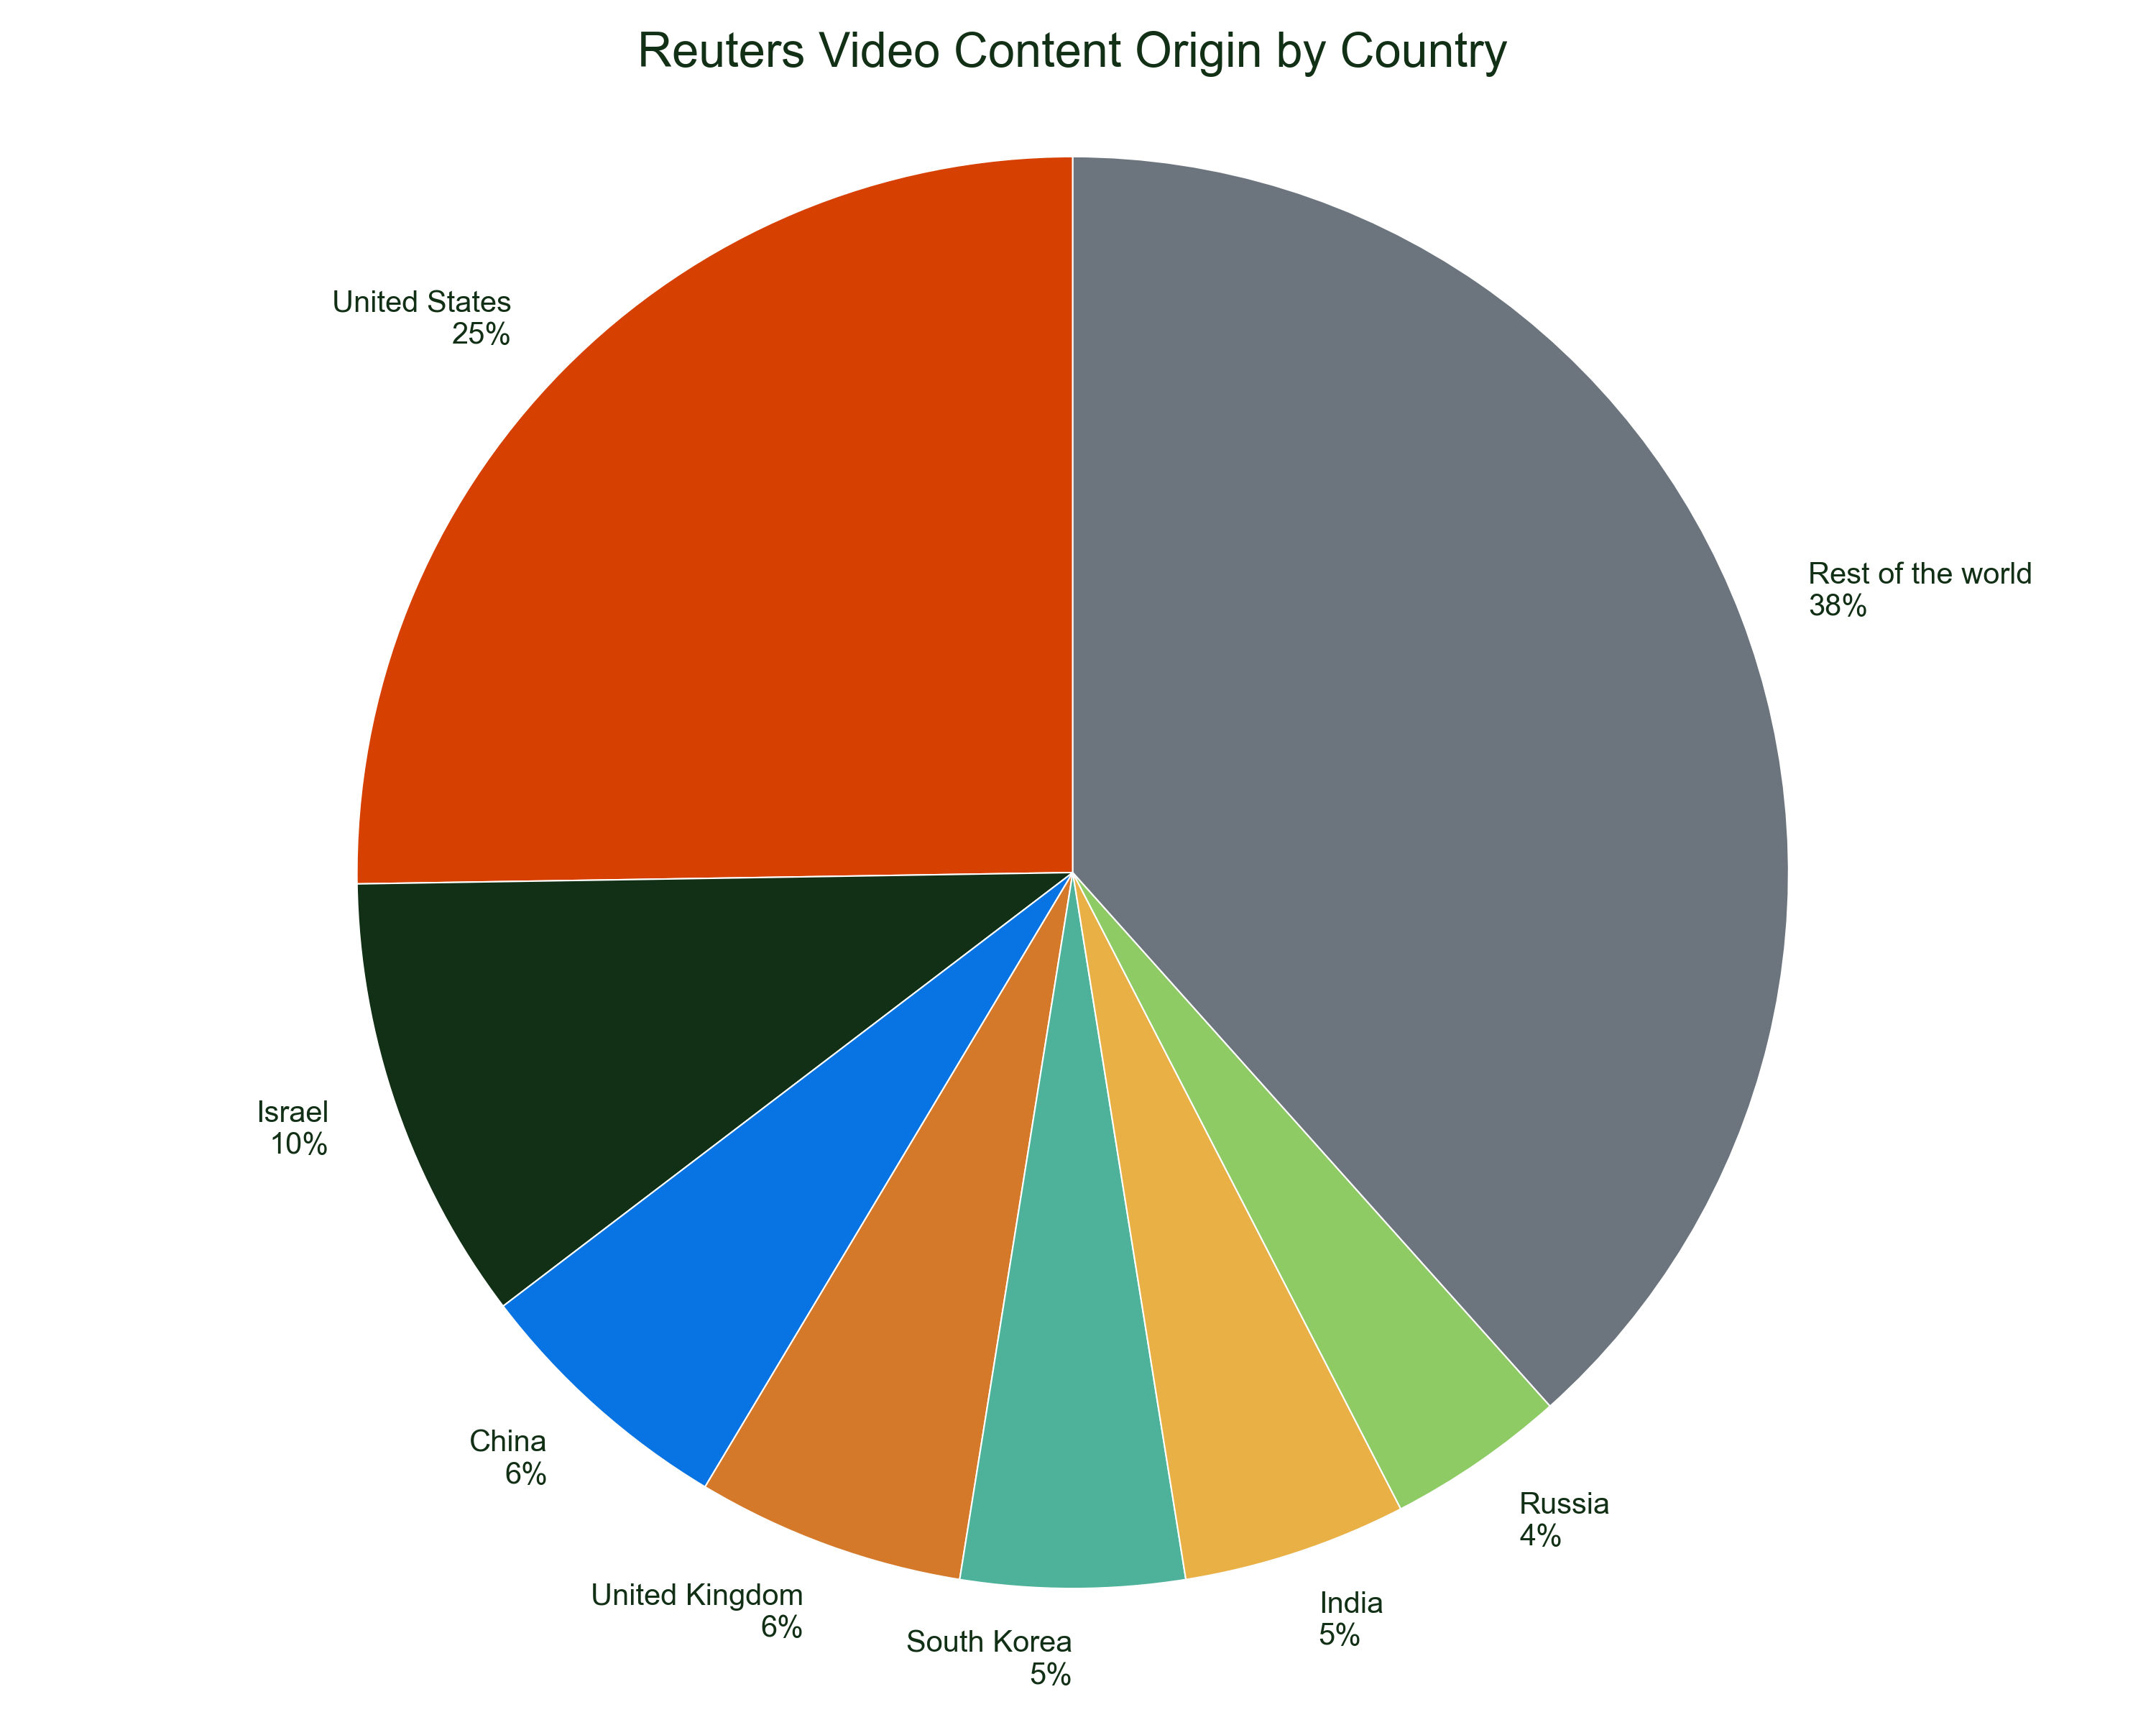 Reuters Video Content Origin by Country
United States
25%
Rest of the world
38%
Israel
10%
China
6%
Russia
4%
United Kingdom
6%
India
5%
South Korea
5%